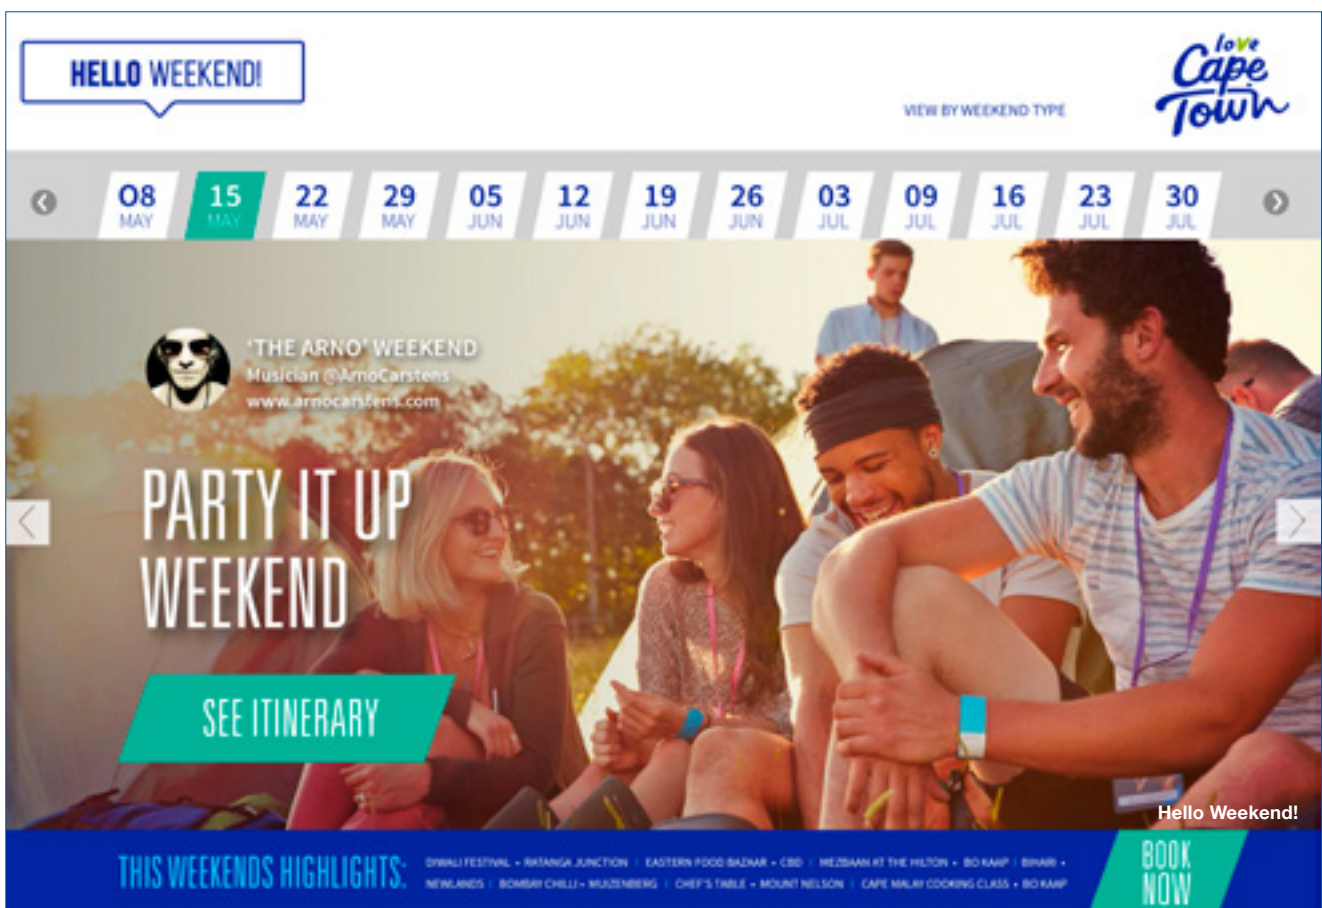 HELLO WEEKEND!
love
Cape
Town
VIEW BY WEEKEND TYPE
08 15 22 29 05 12 19 26 03 09 16 23 30
MAY MAY MAY MAY JUN JUN JUN JUN JUL JUL JUL JUL JUL
'THE ARNO' WEEKEND
Musician @ArnoCarstens
www.arnocarstens.com
PARTY IT UP
WEEKEND
SEE ITINERARY
Hello Weekend!
THIS WEEKENDS HIGHLIGHTS:
DIWALI FESTIVAL • RATANGA JUNCTION | EASTERN FOOD BAZAAR • CBD | MEZBAAN AT THE HILTON • BO KAAP | BIHARI •
NEWLANDS | BOMBAY CHILLI • MUIZENBERG | CHEF'S TABLE • MOUNT NELSON | CAPE MALAY COOKING CLASS • BO KAAP
BOOK
NOW